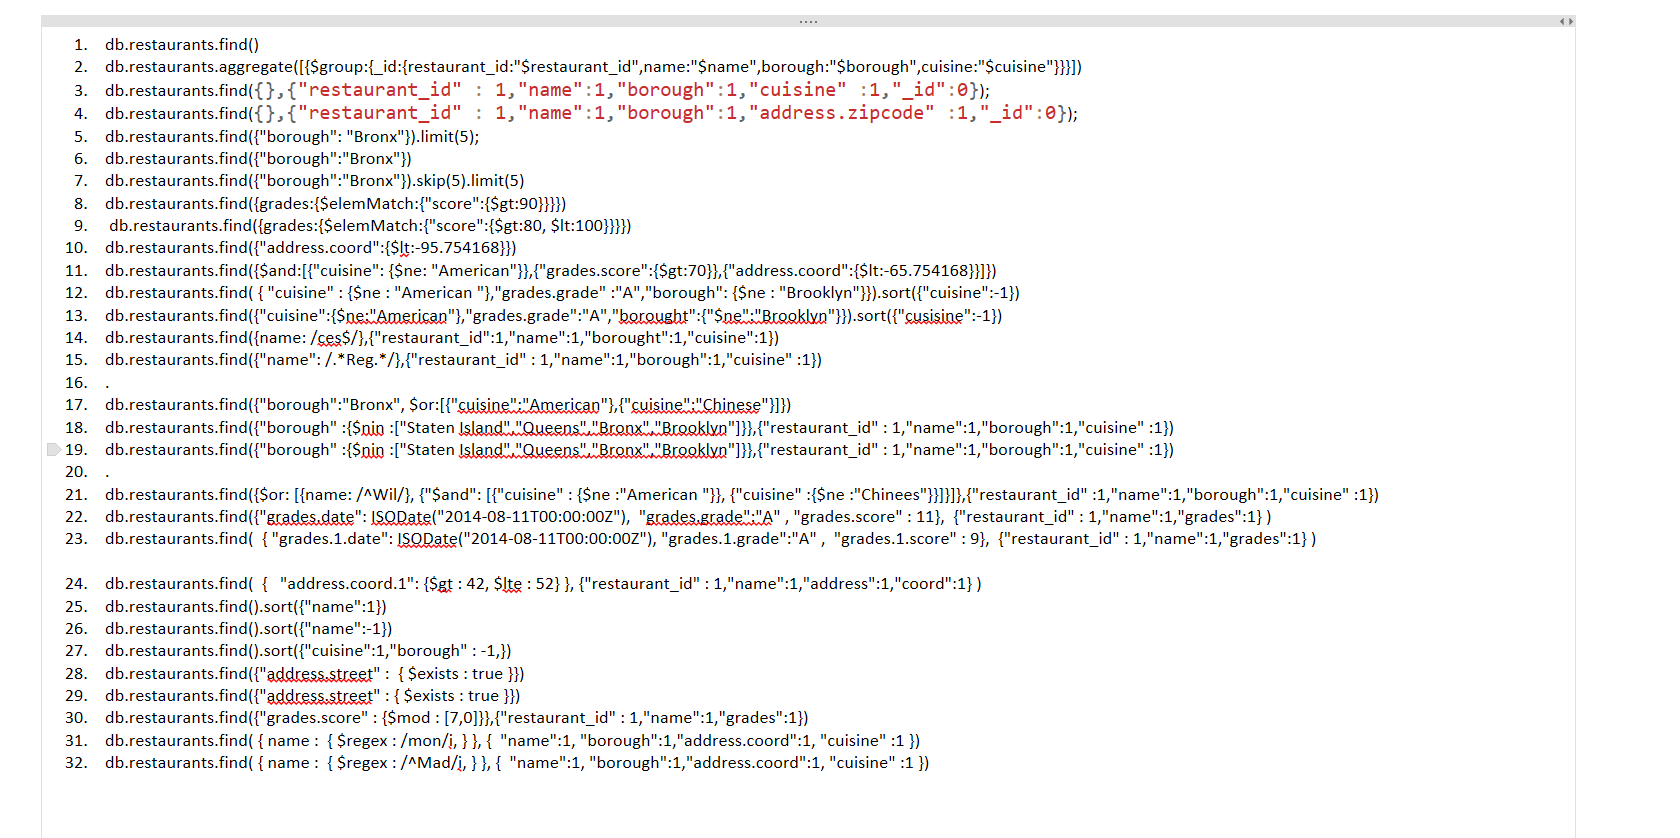 1. db.restaurants.find()
2. db.restaurants.aggregate([{$group:{_id:{restaurant_id:"$restaurant_id",name:"$name",borough:"$borough",cuisine:"$cuisine"}}}])
3. db.restaurants.find({},{"restaurant_id" : 1,"name":1,"borough":1,"cuisine" :1,"_id":0});
4. db.restaurants.find({},{"restaurant_id" : 1,"name":1,"borough":1,"address.zipcode" :1,"_id":0});
5. db.restaurants.find({"borough": "Bronx"}).limit(5);
6. db.restaurants.find({"borough":"Bronx"})
7. db.restaurants.find({"borough":"Bronx"}).skip(5).limit(5)
8. db.restaurants.find({grades:{$elemMatch:{"score":{$gt:90}}}})
9. db.restaurants.find({grades:{$elemMatch:{"score":{$gt:80, $lt:100}}}})
10. db.restaurants.find({"address.coord":{$lt:-95.754168}})
11. db.restaurants.find({$and:[{"cuisine": {$ne: "American"}},{"grades.score":{$gt:70}},{"address.coord":{$lt:-65.754168}}]})
12. db.restaurants.find( { "cuisine" : {$ne : "American "},"grades.grade" :"A","borough": {$ne : "Brooklyn"}}).sort({"cuisine":-1})
13. db.restaurants.find({"cuisine":{$ne:"American"},"grades.grade":"A","borought":{"$ne":"Brooklyn"}}).sort({"cusisine":-1})
14. db.restaurants.find({name: /ces$/},{"restaurant_id":1,"name":1,"borought":1,"cuisine":1})
15. db.restaurants.find({"name": /.*Reg.*/},{"restaurant_id" : 1,"name":1,"borough":1,"cuisine" :1})
16. .
17. db.restaurants.find({"borough":"Bronx", $or:[{"cuisine":"American"},{"cuisine":"Chinese"}]})
18. db.restaurants.find({"borough" :{$nin :["Staten Island","Queens","Bronx","Brooklyn"]}},{"restaurant_id" : 1,"name":1,"borough":1,"cuisine" :1})
19. db.restaurants.find({"borough" :{$nin :["Staten Island","Queens","Bronx","Brooklyn"]}},{"restaurant_id" : 1,"name":1,"borough":1,"cuisine" :1})
20. .
21. db.restaurants.find({$or: [{name: /^Wil/}, {"$and": [{"cuisine" : {$ne :"American "}}, {"cuisine" :{$ne :"Chinees"}}]}]},{"restaurant_id" :1,"name":1,"borough":1,"cuisine" :1})
22. db.restaurants.find({"grades.date": ISODate("2014-08-11T00:00:00Z"), "grades.grade":"A" , "grades.score" : 11}, {"restaurant_id" : 1,"name":1,"grades":1} )
23. db.restaurants.find( { "grades.1.date": ISODate("2014-08-11T00:00:00Z"), "grades.1.grade":"A" , "grades.1.score" : 9}, {"restaurant_id" : 1,"name":1,"grades":1} )
24. db.restaurants.find( { "address.coord.1": {$gt : 42, $lte : 52} }, {"restaurant_id" : 1,"name":1,"address":1,"coord":1} )
25. db.restaurants.find().sort({"name":1})
26. db.restaurants.find().sort({"name":-1})
27. db.restaurants.find().sort({"cuisine":1,"borough" : -1,})
28. db.restaurants.find({"address.street" : { $exists : true }})
29. db.restaurants.find({"address.street" : { $exists : true }})
30. db.restaurants.find({"grades.score" : {$mod : [7,0]}},{"restaurant_id" : 1,"name":1,"grades":1})
31. db.restaurants.find( { name : { $regex : /mon/i, } }, { "name":1, "borough":1,"address.coord":1, "cuisine" :1 })
32. db.restaurants.find( { name : { $regex : /^Mad/i, } }, { "name":1, "borough":1,"address.coord":1, "cuisine" :1 })